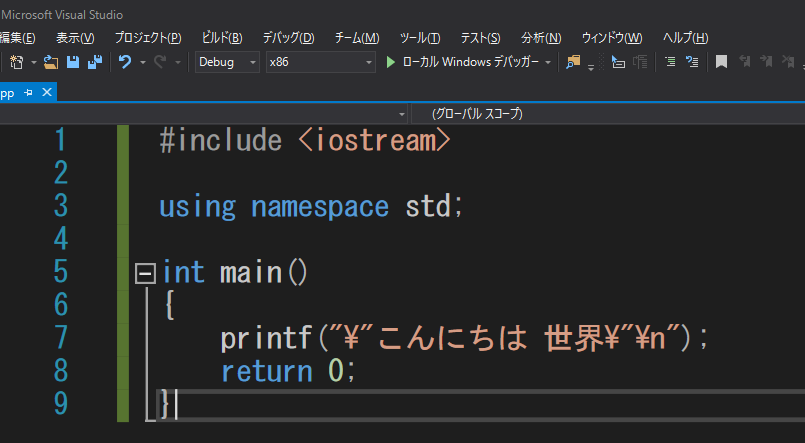 Microsoft Visual Studio
編集(E) 表示(V) プロジェクト(P) ビルド(B) デバッグ(D) チーム(M) ツール(T) テスト(S) 分析(N) ウィンドウ(W) ヘルプ(H)
Debug x86 ローカル Windows デバッガー
pp
(グローバル スコープ)
1 #include <iostream>
2
3 using namespace std;
4
5 int main()
6 {
7 printf("¥"こんにちは 世界¥"¥n");
8 return 0;
9 }